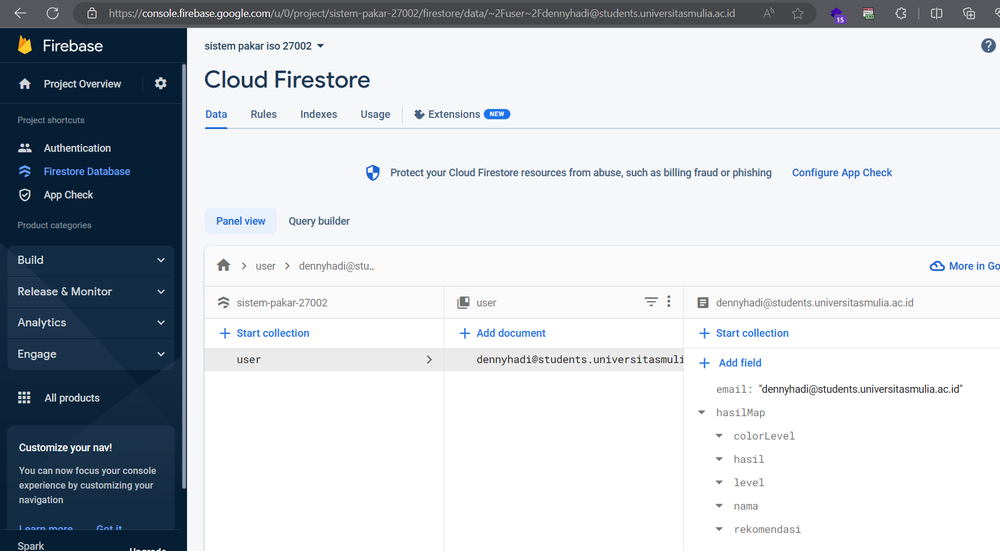 https://console.firebase.google.com/u/0/project/sistem-pakar-27002/firestore/data/~2Fuser~2Fdennyhadi@students.universitasmulia.ac.id
15
Firebase
Project Overview
Project shortcuts
Authentication
Firestore Database
App Check
Product categories
Build
Release & Monitor
Analytics
Engage
All products
Customize your nav!
You can now focus your console
experience by customizing your
navigation
Learn more Got it
Spark
Upgrade
sistem pakar iso 27002
Cloud Firestore
Data Rules Indexes Usage Extensions NEW
Protect your Cloud Firestore resources from abuse, such as billing fraud or phishing Configure App Check
Panel view Query builder
user dennyhadi@stu...
More in Go
sistem-pakar-27002
Start collection
user
user
Add document
dennyhadi@students.universitasmuli
dennyhadi@students.universitasmulia.ac.id
Start collection
Add field
email: "dennyhadi@students.universitasmulia.ac.id"
hasilMap
colorLevel
hasil
level
nama
rekomendasi